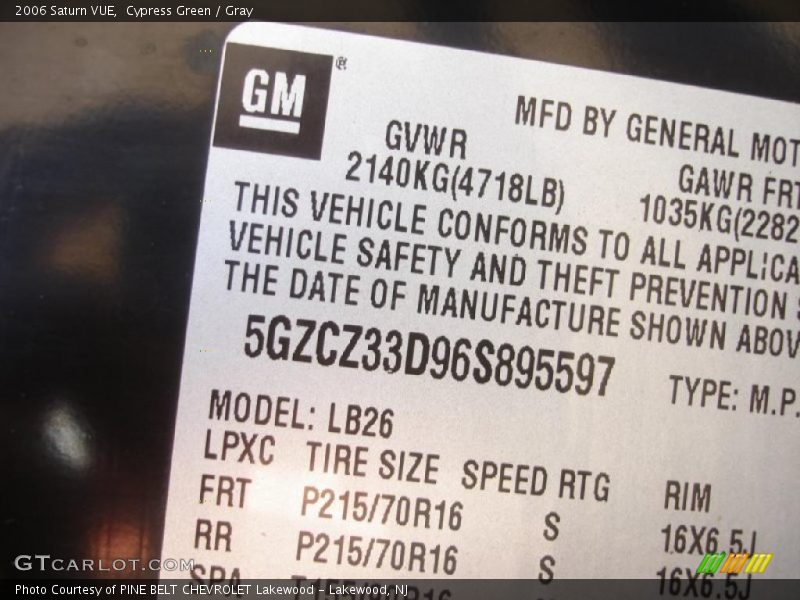 2006 Saturn VUE, Cypress Green / Gray
GM ®
MFD BY GENERAL MOT
GVWR
GAWR FRT
2140KG(4718LB)
1035KG(2282
THIS VEHICLE CONFORMS TO ALL APPLICA
VEHICLE SAFETY AND THEFT PREVENTION
THE DATE OF MANUFACTURE SHOWN ABOV
5GZCZ33D96S895597
TYPE: M.P.
MODEL: LB26
LPXC TIRE SIZE SPEED RTG RIM
FRT P215/70R16 S 16X6.5J
RR P215/70R16 S 16X6.5J
SPA
GTCARLOT.COM
Photo Courtesy of PINE BELT CHEVROLET Lakewood - Lakewood, NJ